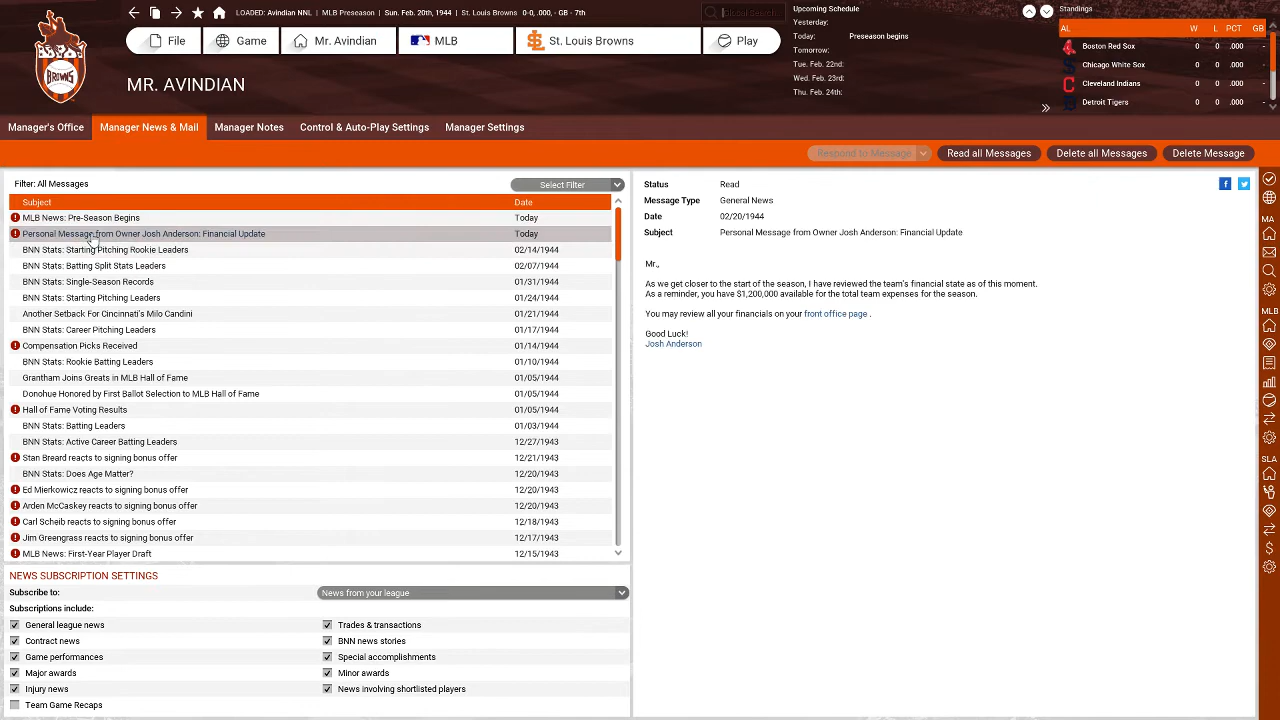 LOADED: Avindian NNL | MLB Preseason | Sun. Feb. 20th, 1944 | St. Louis Browns 0-0, .000, - GB - 7th
Global Search...
File Game Mr. Avindian MLB St. Louis Browns Play
BROWNS
MR. AVINDIAN
Upcoming Schedule
Yesterday:
Today: Preseason begins
Tomorrow:
Tue. Feb. 22nd:
Wed. Feb. 23rd:
Thu. Feb. 24th:
Standings
AL W L PCT GB
Boston Red Sox 0 0 .000 -
Chicago White Sox 0 0 .000 -
Cleveland Indians 0 0 .000 -
Detroit Tigers 0 0 .000 -
Manager's Office Manager News & Mail Manager Notes Control & Auto-Play Settings Manager Settings
Respond to Message Read all Messages Delete all Messages Delete Message
Filter: All Messages Select Filter
Subject Date
MLB News: Pre-Season Begins Today
Personal Message from Owner Josh Anderson: Financial Update Today
BNN Stats: Starting Pitching Rookie Leaders 02/14/1944
BNN Stats: Batting Split Stats Leaders 02/07/1944
BNN Stats: Single-Season Records 01/31/1944
BNN Stats: Starting Pitching Leaders 01/24/1944
Another Setback For Cincinnati's Milo Candini 01/21/1944
BNN Stats: Career Pitching Leaders 01/17/1944
Compensation Picks Received 01/14/1944
BNN Stats: Rookie Batting Leaders 01/10/1944
Grantham Joins Greats in MLB Hall of Fame 01/05/1944
Donohue Honored by First Ballot Selection to MLB Hall of Fame 01/05/1944
Hall of Fame Voting Results 01/05/1944
BNN Stats: Batting Leaders 01/03/1944
BNN Stats: Active Career Batting Leaders 12/27/1943
Stan Breard reacts to signing bonus offer 12/21/1943
BNN Stats: Does Age Matter? 12/20/1943
Ed Mierkowicz reacts to signing bonus offer 12/20/1943
Arden McCaskey reacts to signing bonus offer 12/20/1943
Carl Scheib reacts to signing bonus offer 12/18/1943
Jim Greengrass reacts to signing bonus offer 12/17/1943
MLB News: First-Year Player Draft 12/15/1943
NEWS SUBSCRIPTION SETTINGS
Subscribe to: News from your league
Subscriptions include:
General league news Trades & transactions
Contract news BNN news stories
Game performances Special accomplishments
Major awards Minor awards
Injury news News involving shortlisted players
Team Game Recaps
Status Read
Message Type General News
Date 02/20/1944
Subject Personal Message from Owner Josh Anderson: Financial Update
Mr.,
As we get closer to the start of the season, I have reviewed the team's financial state as of this moment.
As a reminder, you have $1,200,000 available for the total team expenses for the season.
You may review all your financials on your front office page .
Good Luck!
Josh Anderson
MA
MLB
SLA